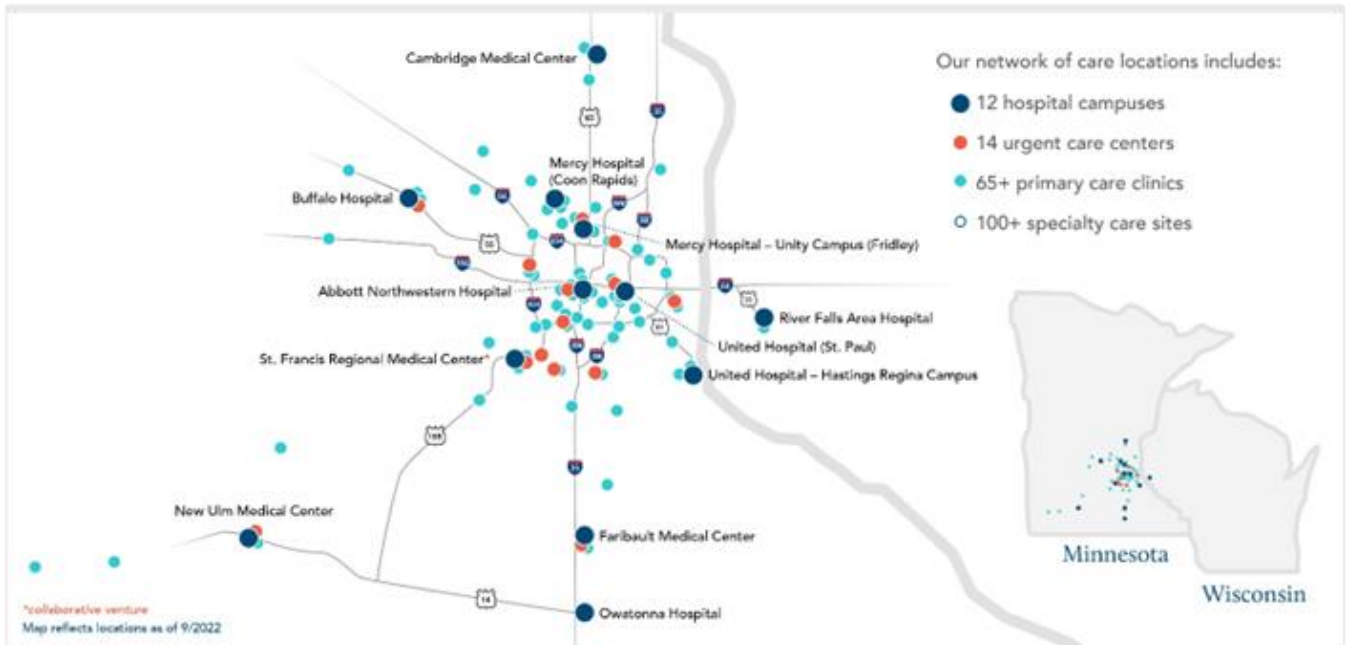 Cambridge Medical Center
Mercy Hospital
(Coon Rapids)
Buffalo Hospital
Mercy Hospital – Unity Campus (Fridley)
Abbott Northwestern Hospital
River Falls Area Hospital
United Hospital (St. Paul)
St. Francis Regional Medical Center*
United Hospital – Hastings Regina Campus
New Ulm Medical Center
Faribault Medical Center
Owatonna Hospital
14
*collaborative venture
Map reflects locations as of 9/2022
Our network of care locations includes:
12 hospital campuses
14 urgent care centers
65+ primary care clinics
100+ specialty care sites
Minnesota
Wisconsin